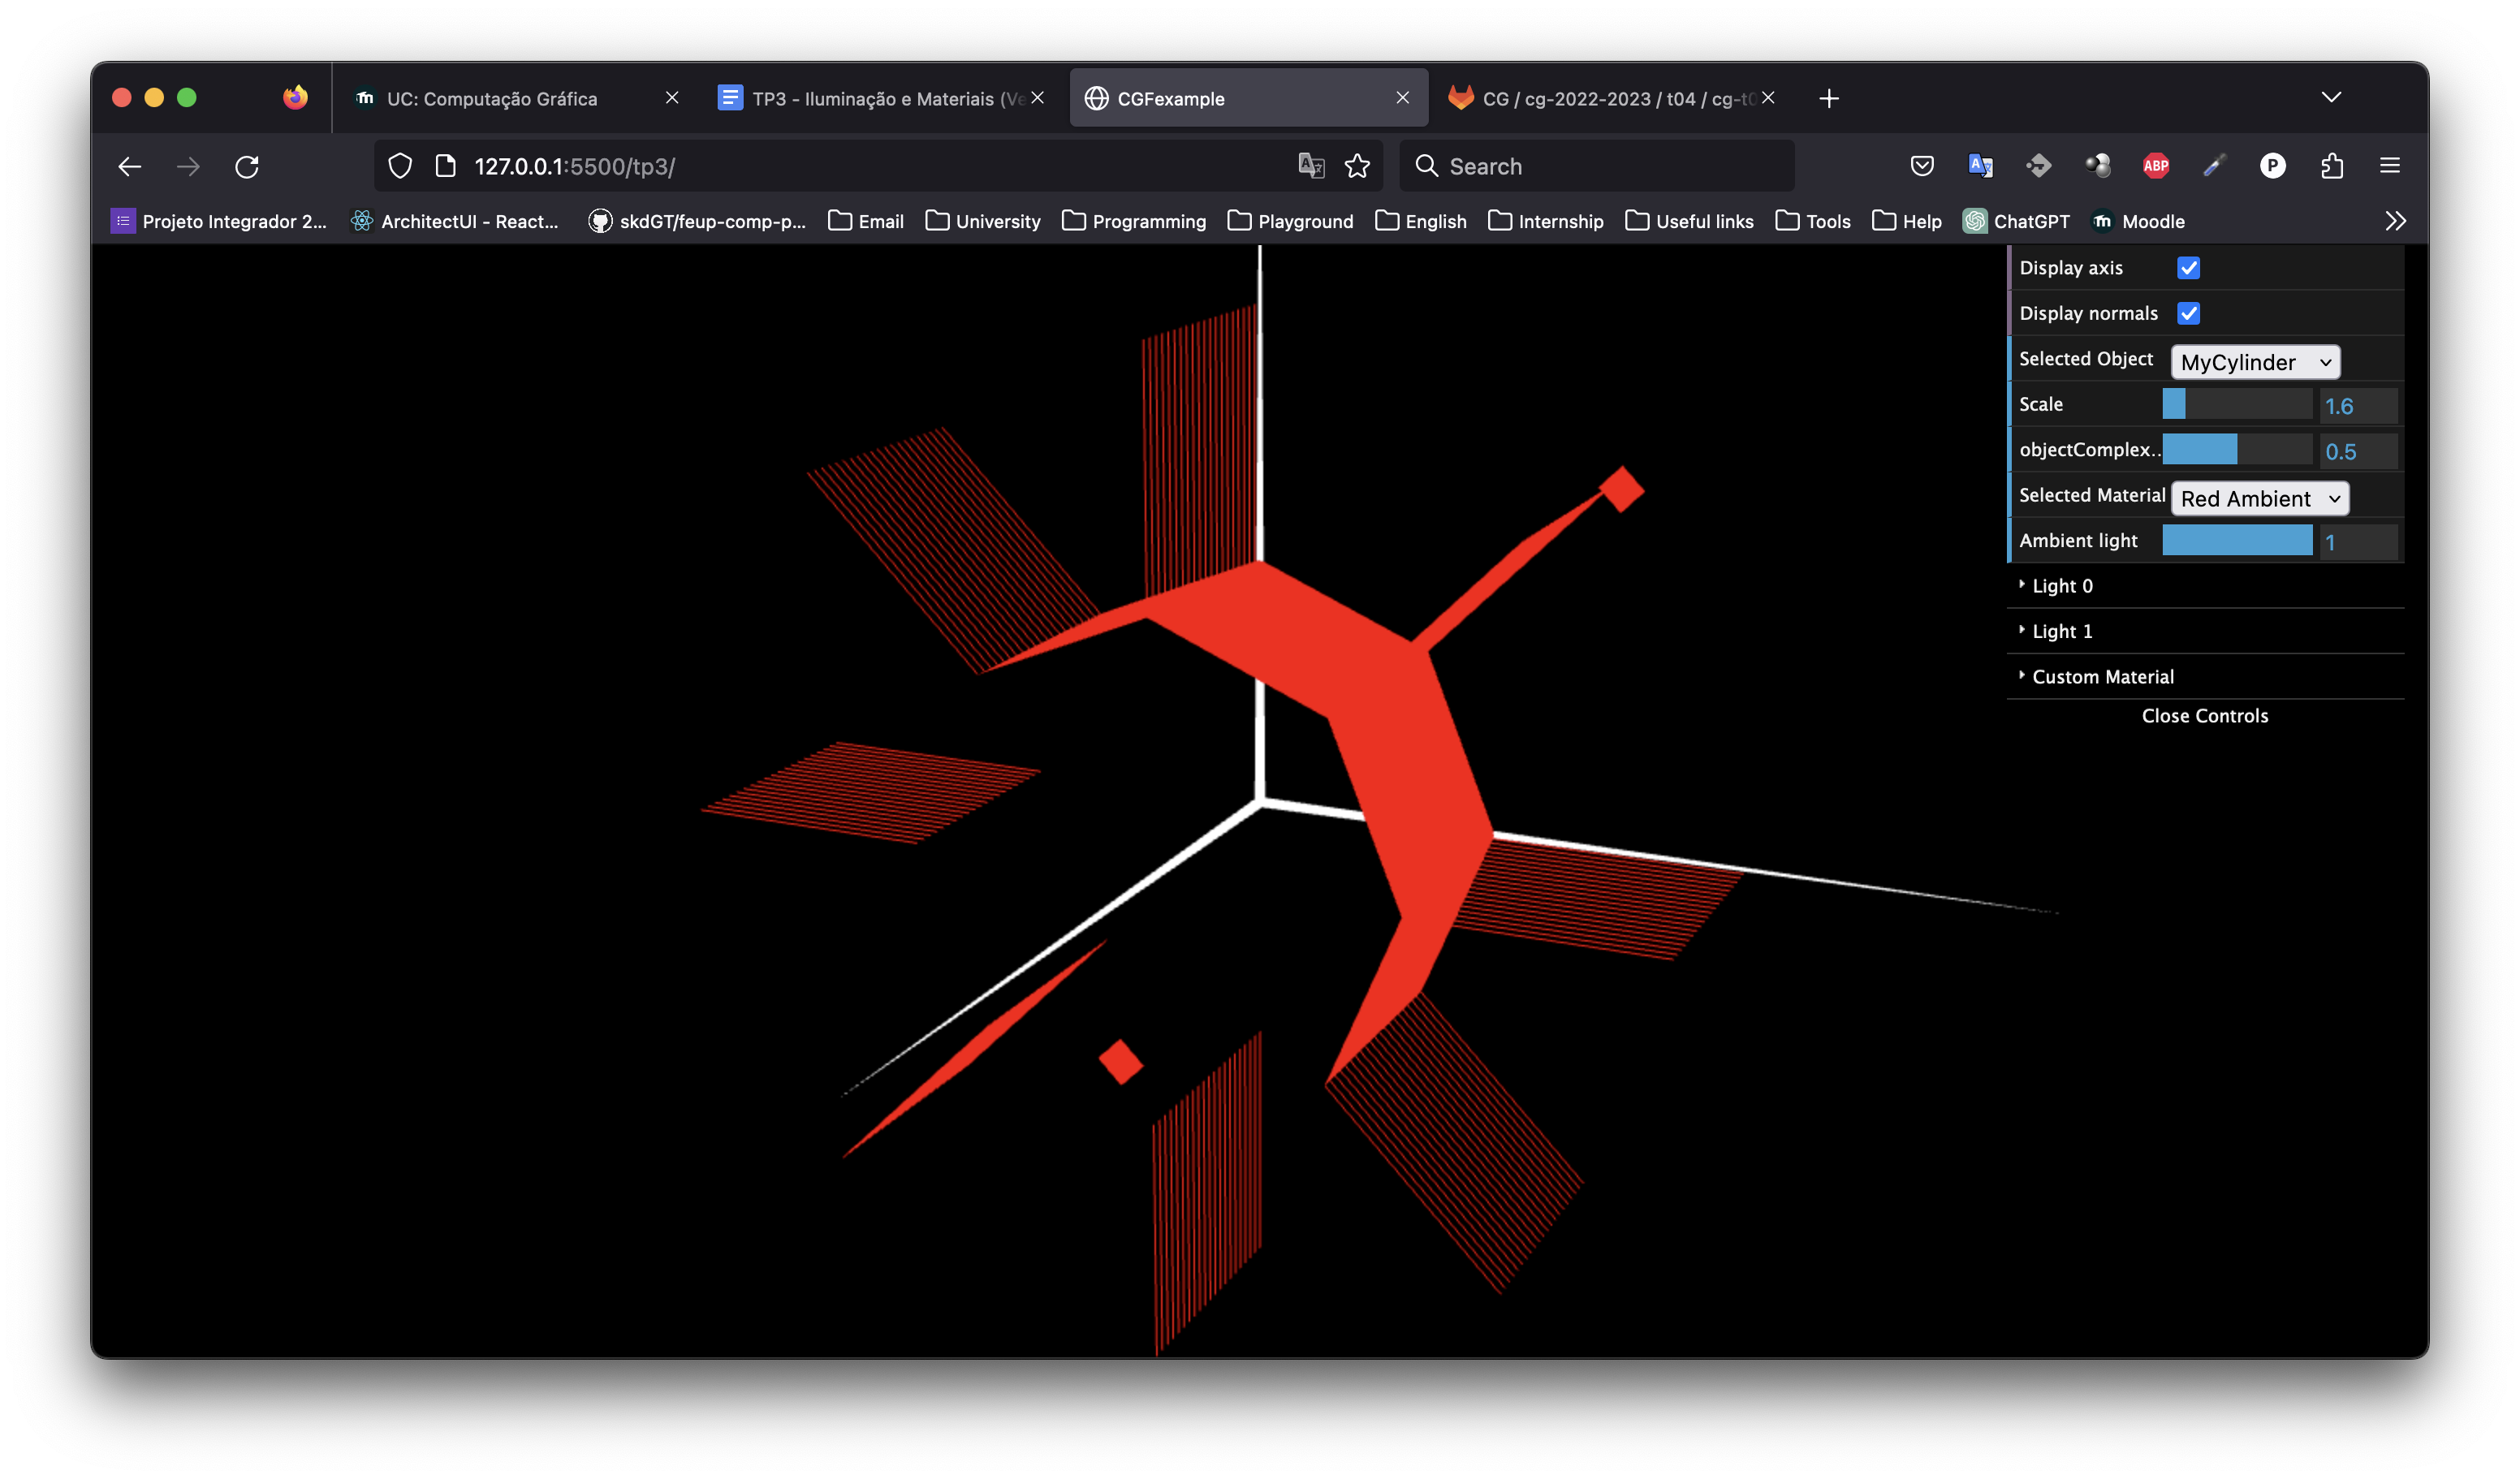 UC: Computação Gráfica
TP3 - Iluminação e Materiais (Ve
CGFexample
CG / cg-2022-2023 / t04 / cg-t0
127.0.0.1:5500/tp3/
Search
ABP
P
Projeto Integrador 2...
ArchitectUI - React...
skdGT/feup-comp-p...
Email
University
Programming
Playground
English
Internship
Useful links
Tools
Help
ChatGPT
Moodle
Display axis
Display normals
Selected Object MyCylinder
Scale 1.6
objectComplex.. 0.5
Selected Material Red Ambient
Ambient light 1
Light 0
Light 1
Custom Material
Close Controls